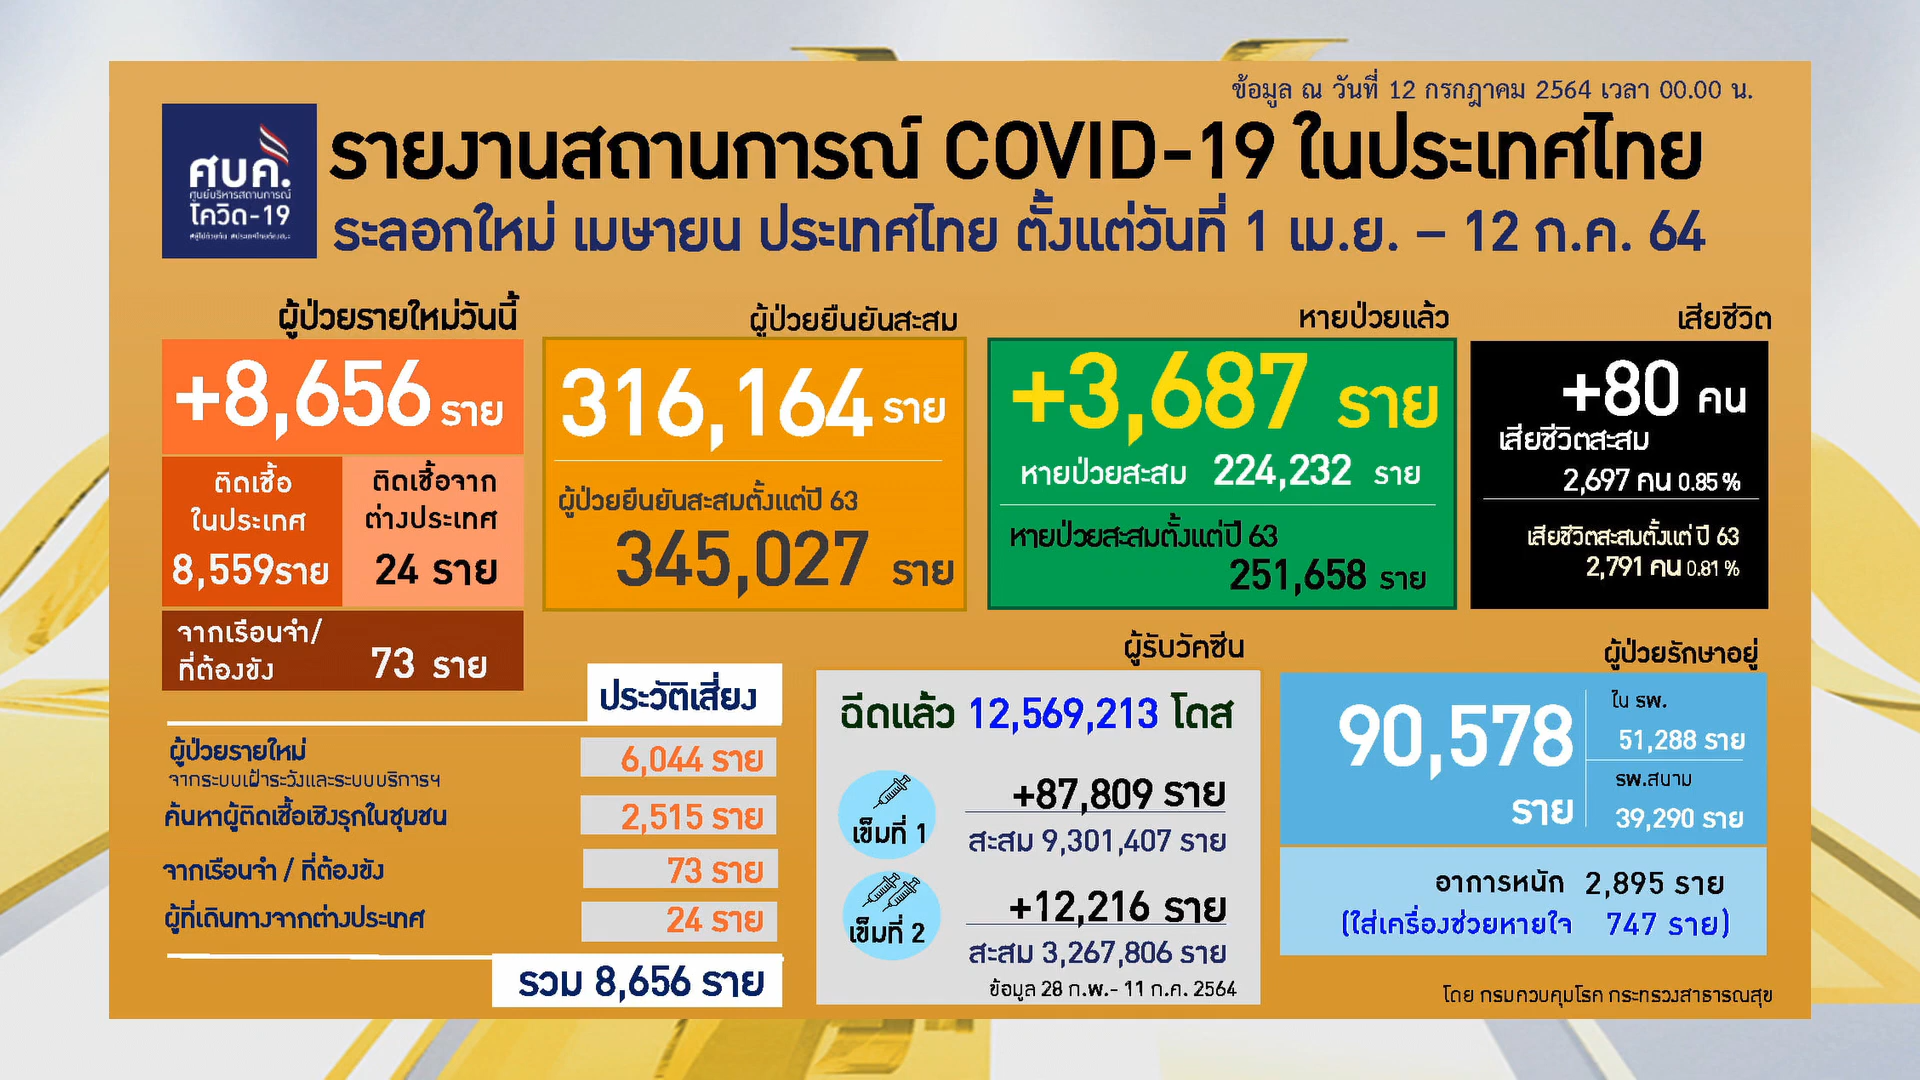 ข้อมูล ณ วันที่ 12 กรกฎาคม 2564 เวลา 00.00 น.
ศบค.
ศูนย์บริหารสถานการณ์
โควิด-19
รายงานสถานการณ์ COVID-19 ในประเทศไทย
ระลอกใหม่ เมษายน ประเทศไทย ตั้งแต่วันที่ 1 เม.ย. – 12 ก.ค. 64
ผู้ป่วยรายใหม่วันนี้
+8,656 ราย
ติดเชื้อ
ในประเทศ
8,559ราย
ติดเชื้อจาก
ต่างประเทศ
24 ราย
จากเรือนจำ/
ที่ต้องขัง
73 ราย
ผู้ป่วยยืนยันสะสม
316,164 ราย
ผู้ป่วยยืนยันสะสมตั้งแต่ปี 63
345,027 ราย
หายป่วยแล้ว
+3,687 ราย
หายป่วยสะสม 224,232 ราย
หายป่วยสะสมตั้งแต่ปี 63
251,658 ราย
เสียชีวิต
+80 คน
เสียชีวิตสะสม
2,697 คน 0.85 %
เสียชีวิตสะสมตั้งแต่ ปี 63
2,791 คน 0.81 %
ประวัติเสี่ยง
ผู้ป่วยรายใหม่
จากระบบเฝ้าระวังและระบบบริการฯ
6,044 ราย
ค้นหาผู้ติดเชื้อเชิงรุกในชุมชน
2,515 ราย
จากเรือนจำ / ที่ต้องขัง
73 ราย
ผู้ที่เดินทางจากต่างประเทศ
24 ราย
รวม 8,656 ราย
ผู้รับวัคซีน
ฉีดแล้ว 12,569,213 โดส
เข็มที่ 1
+87,809 ราย
สะสม 9,301,407 ราย
เข็มที่ 2
+12,216 ราย
สะสม 3,267,806 ราย
ข้อมูล 28 ก.พ.- 11 ก.ค. 2564
ผู้ป่วยรักษาอยู่
90,578
ราย
ใน รพ.
51,288 ราย
รพ.สนาม
39,290 ราย
อาการหนัก 2,895 ราย
(ใส่เครื่องช่วยหายใจ 747 ราย)
โดย กรมควบคุมโรค กระทรวงสาธารณสุข